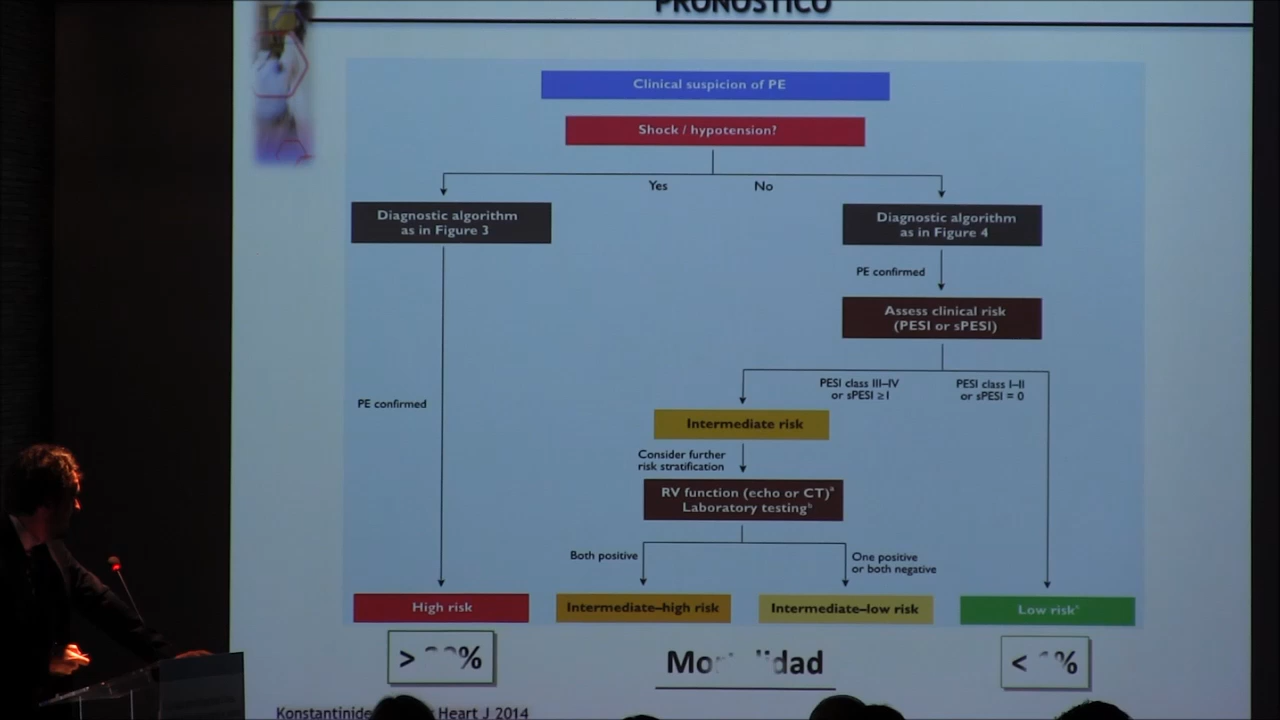 PRONÓSTICO
Clinical suspicion of PE
Shock / hypotension?
Yes
No
Diagnostic algorithm
as in Figure 3
Diagnostic algorithm
as in Figure 4
PE confirmed
Assess clinical risk
(PESI or sPESI)
PE confirmed
PESI class III–IV
or sPESI ≥1
PESI class I–II
or sPESI = 0
Intermediate risk
Consider further
risk stratification
RV function (echo or CT)ᵃ
Laboratory testingᵇ
Both positive
One positive
or both negative
High risk
Intermediate–high risk
Intermediate–low risk
Low riskᶜ
>
%
<
%
Heart J 2014